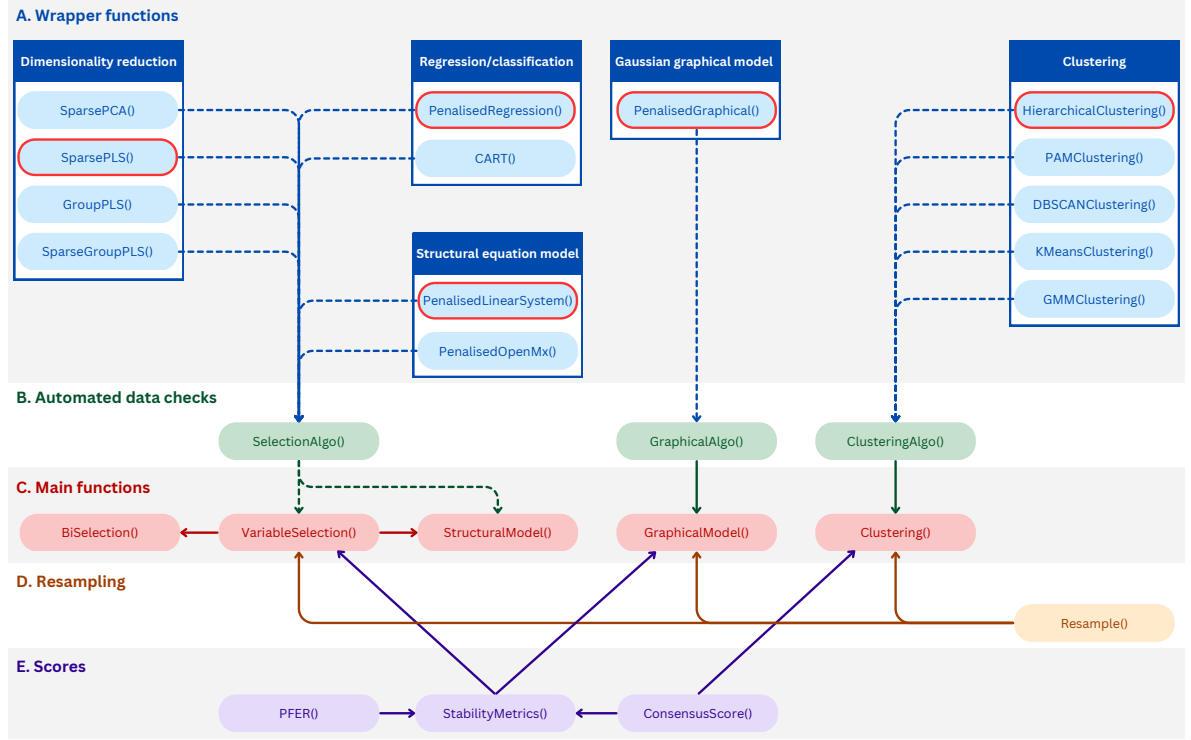 A. Wrapper functions
Dimensionality reduction
SparsePCA()
SparsePLS()
GroupPLS()
SparseGroupPLS()
Regression/classification
PenalisedRegression()
CART()
Structural equation model
PenalisedLinearSystem()
PenalisedOpenMx()
Gaussian graphical model
PenalisedGraphical()
Clustering
HierarchicalClustering()
PAMClustering()
DBSCANClustering()
KMeansClustering()
GMMClustering()
B. Automated data checks
SelectionAlgo()
GraphicalAlgo()
ClusteringAlgo()
C. Main functions
BiSelection()
VariableSelection()
StructuralModel()
GraphicalModel()
Clustering()
D. Resampling
Resample()
E. Scores
PFER()
StabilityMetrics()
ConsensusScore()